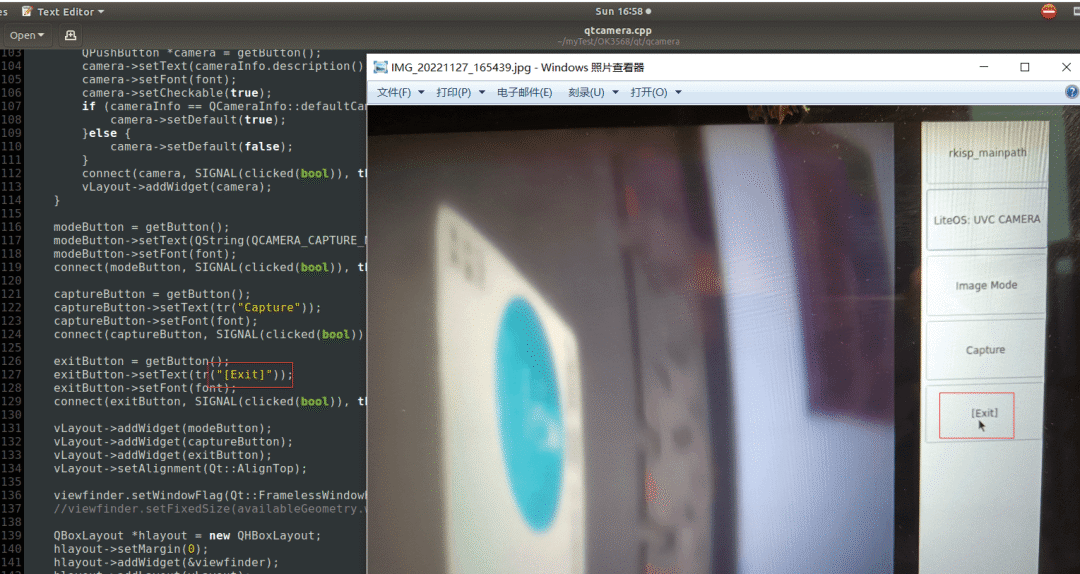 es Text Editor Sun 16:58
Open qtcamera.cpp
~/myTest/OK3568/qt/qcamera
103 QPushButton *camera = getButton();
104 camera->setText(cameraInfo.description()
105 camera->setFont(font);
106 camera->setCheckable(true);
107 if (cameraInfo == QCameraInfo::defaultCa
108 camera->setDefault(true);
109 }else {
110 camera->setDefault(false);
111 }
112 connect(camera, SIGNAL(clicked(bool)), th
113 vLayout->addWidget(camera);
114 }
115
116 modeButton = getButton();
117 modeButton->setText(QString(QCAMERA_CAPTURE_M
118 modeButton->setFont(font);
119 connect(modeButton, SIGNAL(clicked(bool)), th
120
121 captureButton = getButton();
122 captureButton->setText(tr("Capture"));
123 captureButton->setFont(font);
124 connect(captureButton, SIGNAL(clicked(bool))
125
126 exitButton = getButton();
127 exitButton->setText(tr("[Exit]"));
128 exitButton->setFont(font);
129 connect(exitButton, SIGNAL(clicked(bool)), th
130
131 vLayout->addWidget(modeButton);
132 vLayout->addWidget(captureButton);
133 vLayout->addWidget(exitButton);
134 vLayout->setAlignment(Qt::AlignTop);
135
136 viewfinder.setWindowFlag(Qt::FramelessWindowH
137 //viewfinder.setFixedSize(availableGeometry.w
138
139 QBoxLayout *hlayout = new QHBoxLayout;
140 hlayout->setMargin(0);
141 hlayout->addWidget(&viewfinder);
142 hlayout->addLayout(vLayout);
IMG_20221127_165439.jpg - Windows 照片查看器
文件(F) 打印(P) 电子邮件(E) 刻录(U) 打开(O)
rkisp_mainpath
LiteOS: UVC CAMERA
Image Mode
Capture
[Exit]